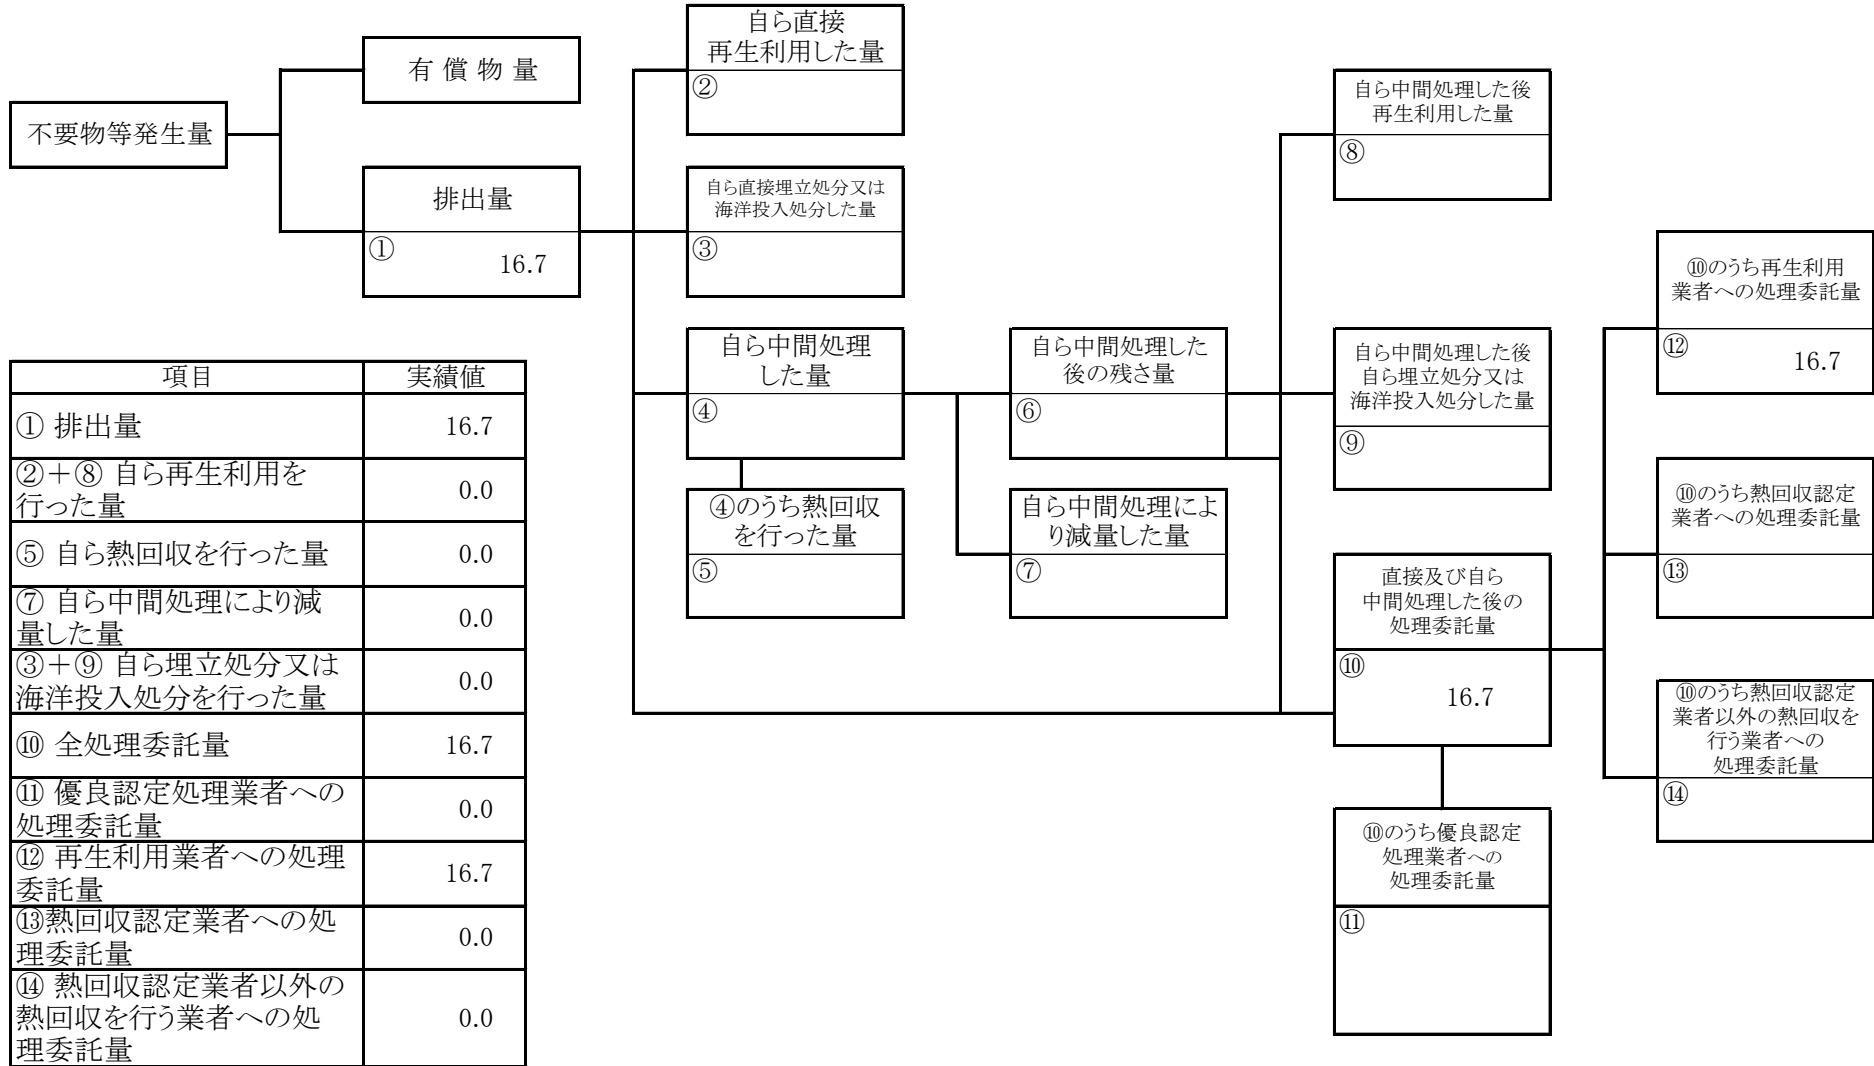 不要物等発生量
有 償 物 量
排出量
①
16.7
自ら直接
再生利用した量
②
自ら直接埋立処分又は
海洋投入処分した量
③
自ら中間処理
した量
④
④のうち熱回収
を行った量
⑤
自ら中間処理した
後の残さ量
⑥
自ら中間処理によ
り減量した量
⑦
自ら中間処理した後
再生利用した量
⑧
自ら中間処理した後
自ら埋立処分又は
海洋投入処分した量
⑨
直接及び自ら
中間処理した後の
処理委託量
⑩
16.7
⑩のうち優良認定
処理業者への
処理委託量
⑪
⑩のうち再生利用
業者への処理委託量
⑫
16.7
⑩のうち熱回収認定
業者への処理委託量
⑬
⑩のうち熱回収認定
業者以外の熱回収を
行う業者への
処理委託量
⑭
項目 実績値
① 排出量 16.7
②＋⑧ 自ら再生利用を
行った量 0.0
⑤ 自ら熱回収を行った量 0.0
⑦ 自ら中間処理により減
量した量 0.0
③＋⑨ 自ら埋立処分又は
海洋投入処分を行った量 0.0
⑩ 全処理委託量 16.7
⑪ 優良認定処理業者への
処理委託量 0.0
⑫ 再生利用業者への処理
委託量 16.7
⑬熱回収認定業者への処
理委託量 0.0
⑭ 熱回収認定業者以外の
熱回収を行う業者への処
理委託量 0.0